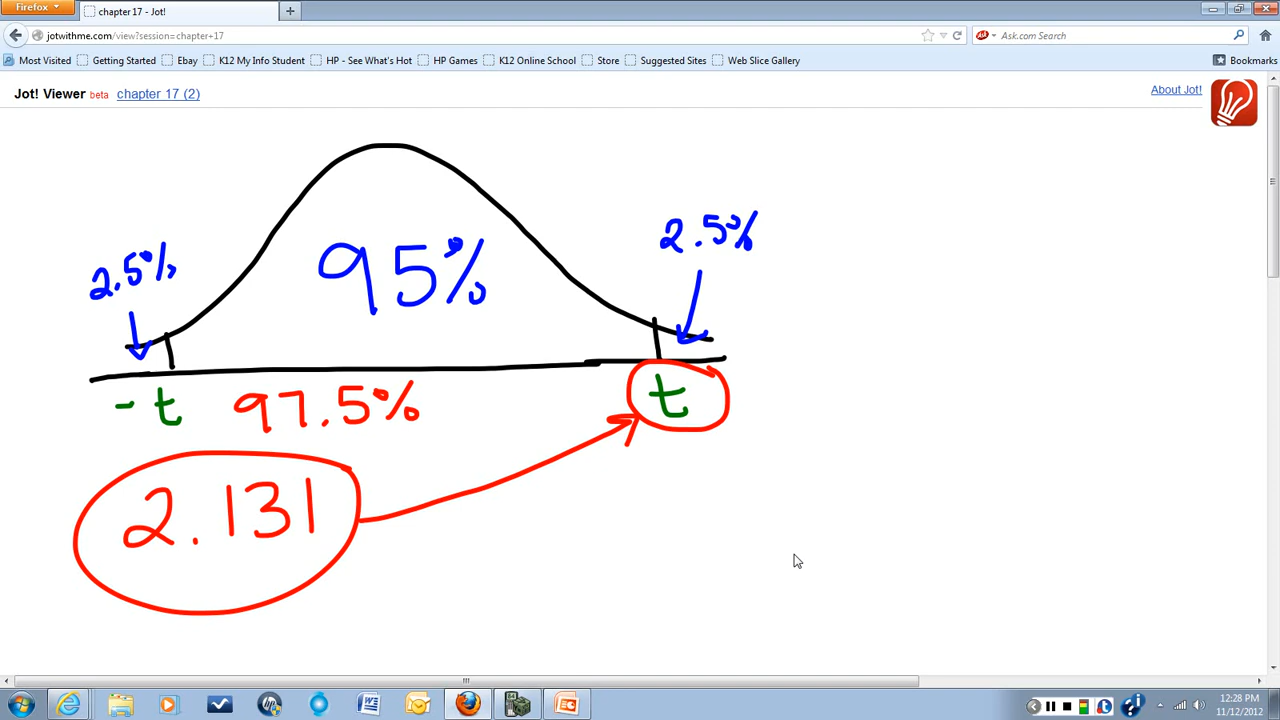 Firefox
chapter 17 - Jot!
jotwithme.com/view?session=chapter+17
Ask.com Search
Most Visited Getting Started Ebay K12 My Info Student HP - See What's Hot HP Games K12 Online School Store Suggested Sites Web Slice Gallery Bookmarks
Jot! Viewer beta chapter 17 (2) About Jot!
2.5%
2.5%
95%
- t 97.5% t
2.131
12:28 PM
11/12/2012